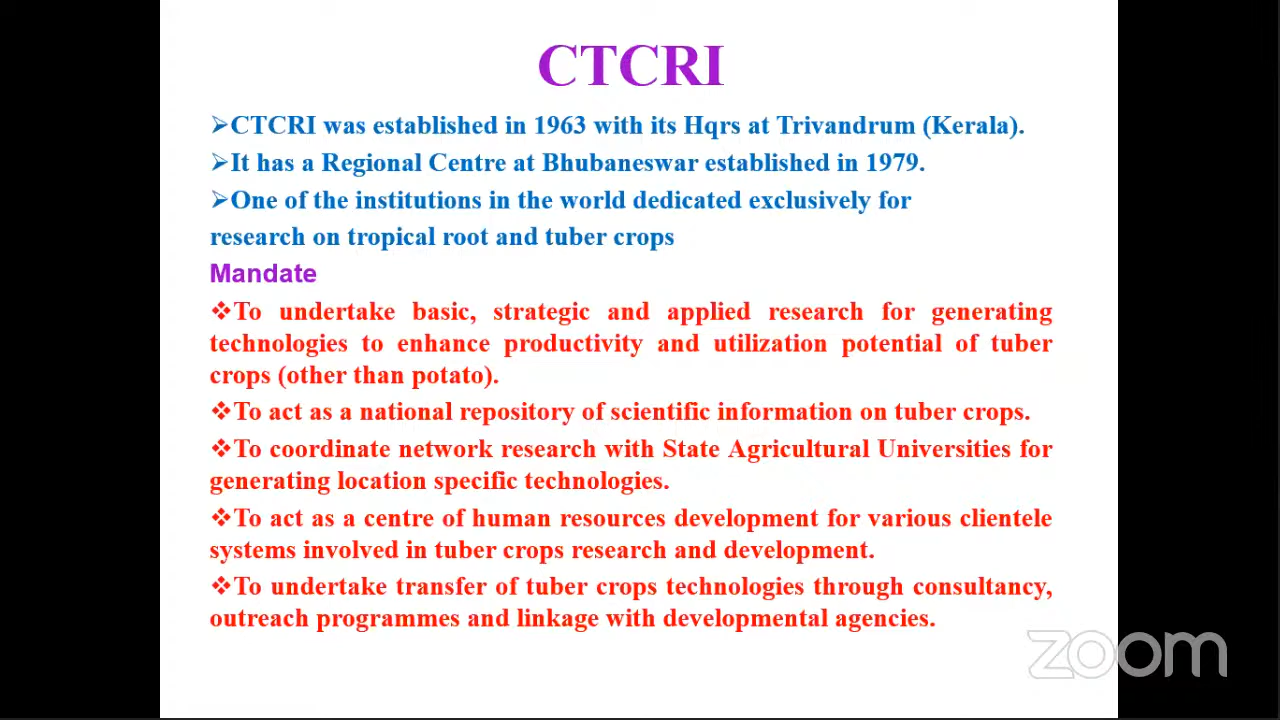 CTCRI
➢CTCRI was established in 1963 with its Hqrs at Trivandrum (Kerala).
➢It has a Regional Centre at Bhubaneswar established in 1979.
➢One of the institutions in the world dedicated exclusively for
research on tropical root and tuber crops
Mandate
❖To undertake basic, strategic and applied research for generating
technologies to enhance productivity and utilization potential of tuber
crops (other than potato).
❖To act as a national repository of scientific information on tuber crops.
❖To coordinate network research with State Agricultural Universities for
generating location specific technologies.
❖To act as a centre of human resources development for various clientele
systems involved in tuber crops research and development.
❖To undertake transfer of tuber crops technologies through consultancy,
outreach programmes and linkage with developmental agencies.
zoom